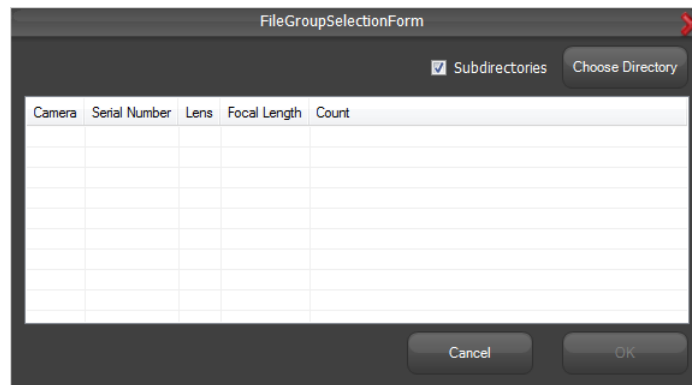 FileGroupSelectionForm
Subdirectories Choose Directory
Camera Serial Number Lens Focal Length Count
Cancel OK